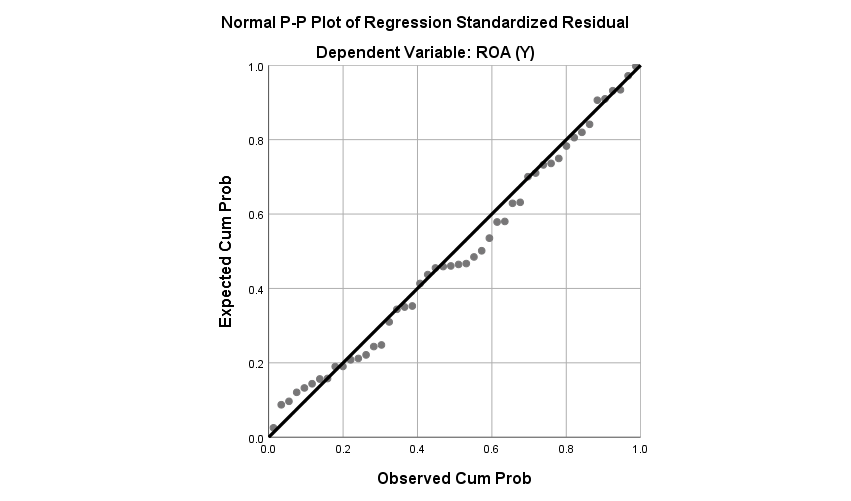 Normal P-P Plot of Regression Standardized Residual
Dependent Variable: ROA (Y)
1.0
0.8
0.6
0.4
0.2
0.0
Expected Cum Prob
0.0 0.2 0.4 0.6 0.8 1.0
Observed Cum Prob